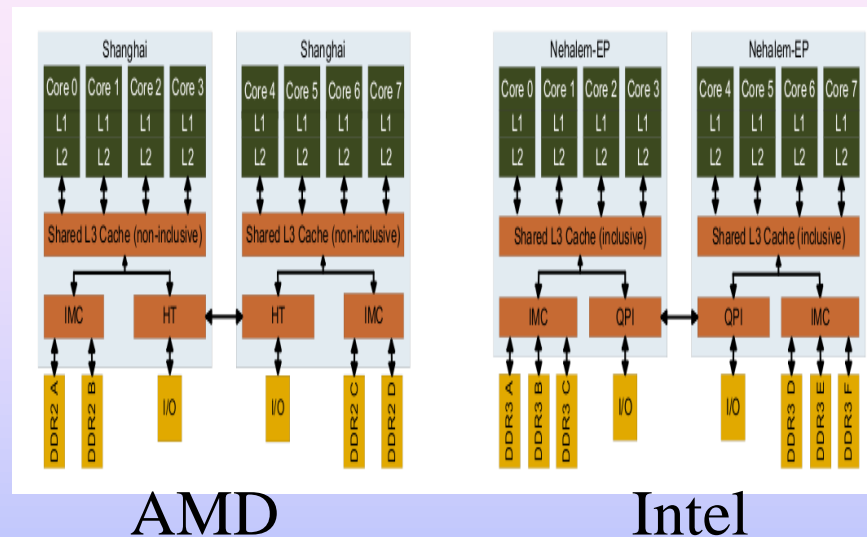 Shanghai
Core 0 Core 1 Core 2 Core 3
L1 L1 L1 L1
L2 L2 L2 L2
Shared L3 Cache (non-inclusive)
IMC HT
DDR2 A DDR2 B I/O
Shanghai
Core 4 Core 5 Core 6 Core 7
L1 L1 L1 L1
L2 L2 L2 L2
Shared L3 Cache (non-inclusive)
HT IMC
I/O DDR2 C DDR2 D
AMD
Nehalem-EP
Core 0 Core 1 Core 2 Core 3
L1 L1 L1 L1
L2 L2 L2 L2
Shared L3 Cache (inclusive)
IMC QPI
DDR3 A DDR3 B DDR3 C I/O
Nehalem-EP
Core 4 Core 5 Core 6 Core 7
L1 L1 L1 L1
L2 L2 L2 L2
Shared L3 Cache (inclusive)
QPI IMC
I/O DDR3 D DDR3 E DDR3 F
Intel